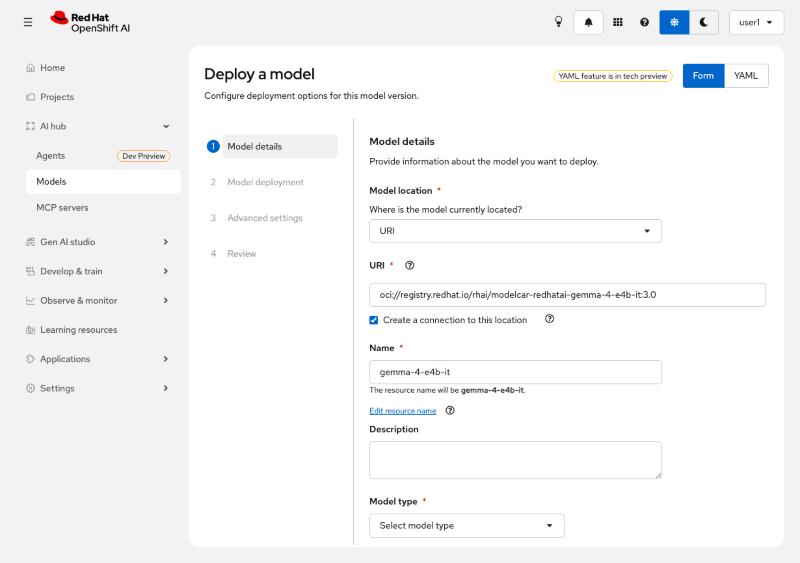 Red Hat
OpenShift AI
user1
Home
Projects
AI hub
Agents
Dev Preview
Models
MCP servers
Gen AI studio
Develop & train
Observe & monitor
Learning resources
Applications
Settings
Deploy a model
Configure deployment options for this model version.
YAML feature is in tech preview
Form
YAML
1 Model details
2 Model deployment
3 Advanced settings
4 Review
Model details
Provide information about the model you want to deploy.
Model location *
Where is the model currently located?
URI
URI *
oci://registry.redhat.io/rhai/modelcar-redhatai-gemma-4-e4b-it:3.0
Create a connection to this location
Name *
gemma-4-e4b-it
The resource name will be gemma-4-e4b-it.
Edit resource name
Description
Model type *
Select model type